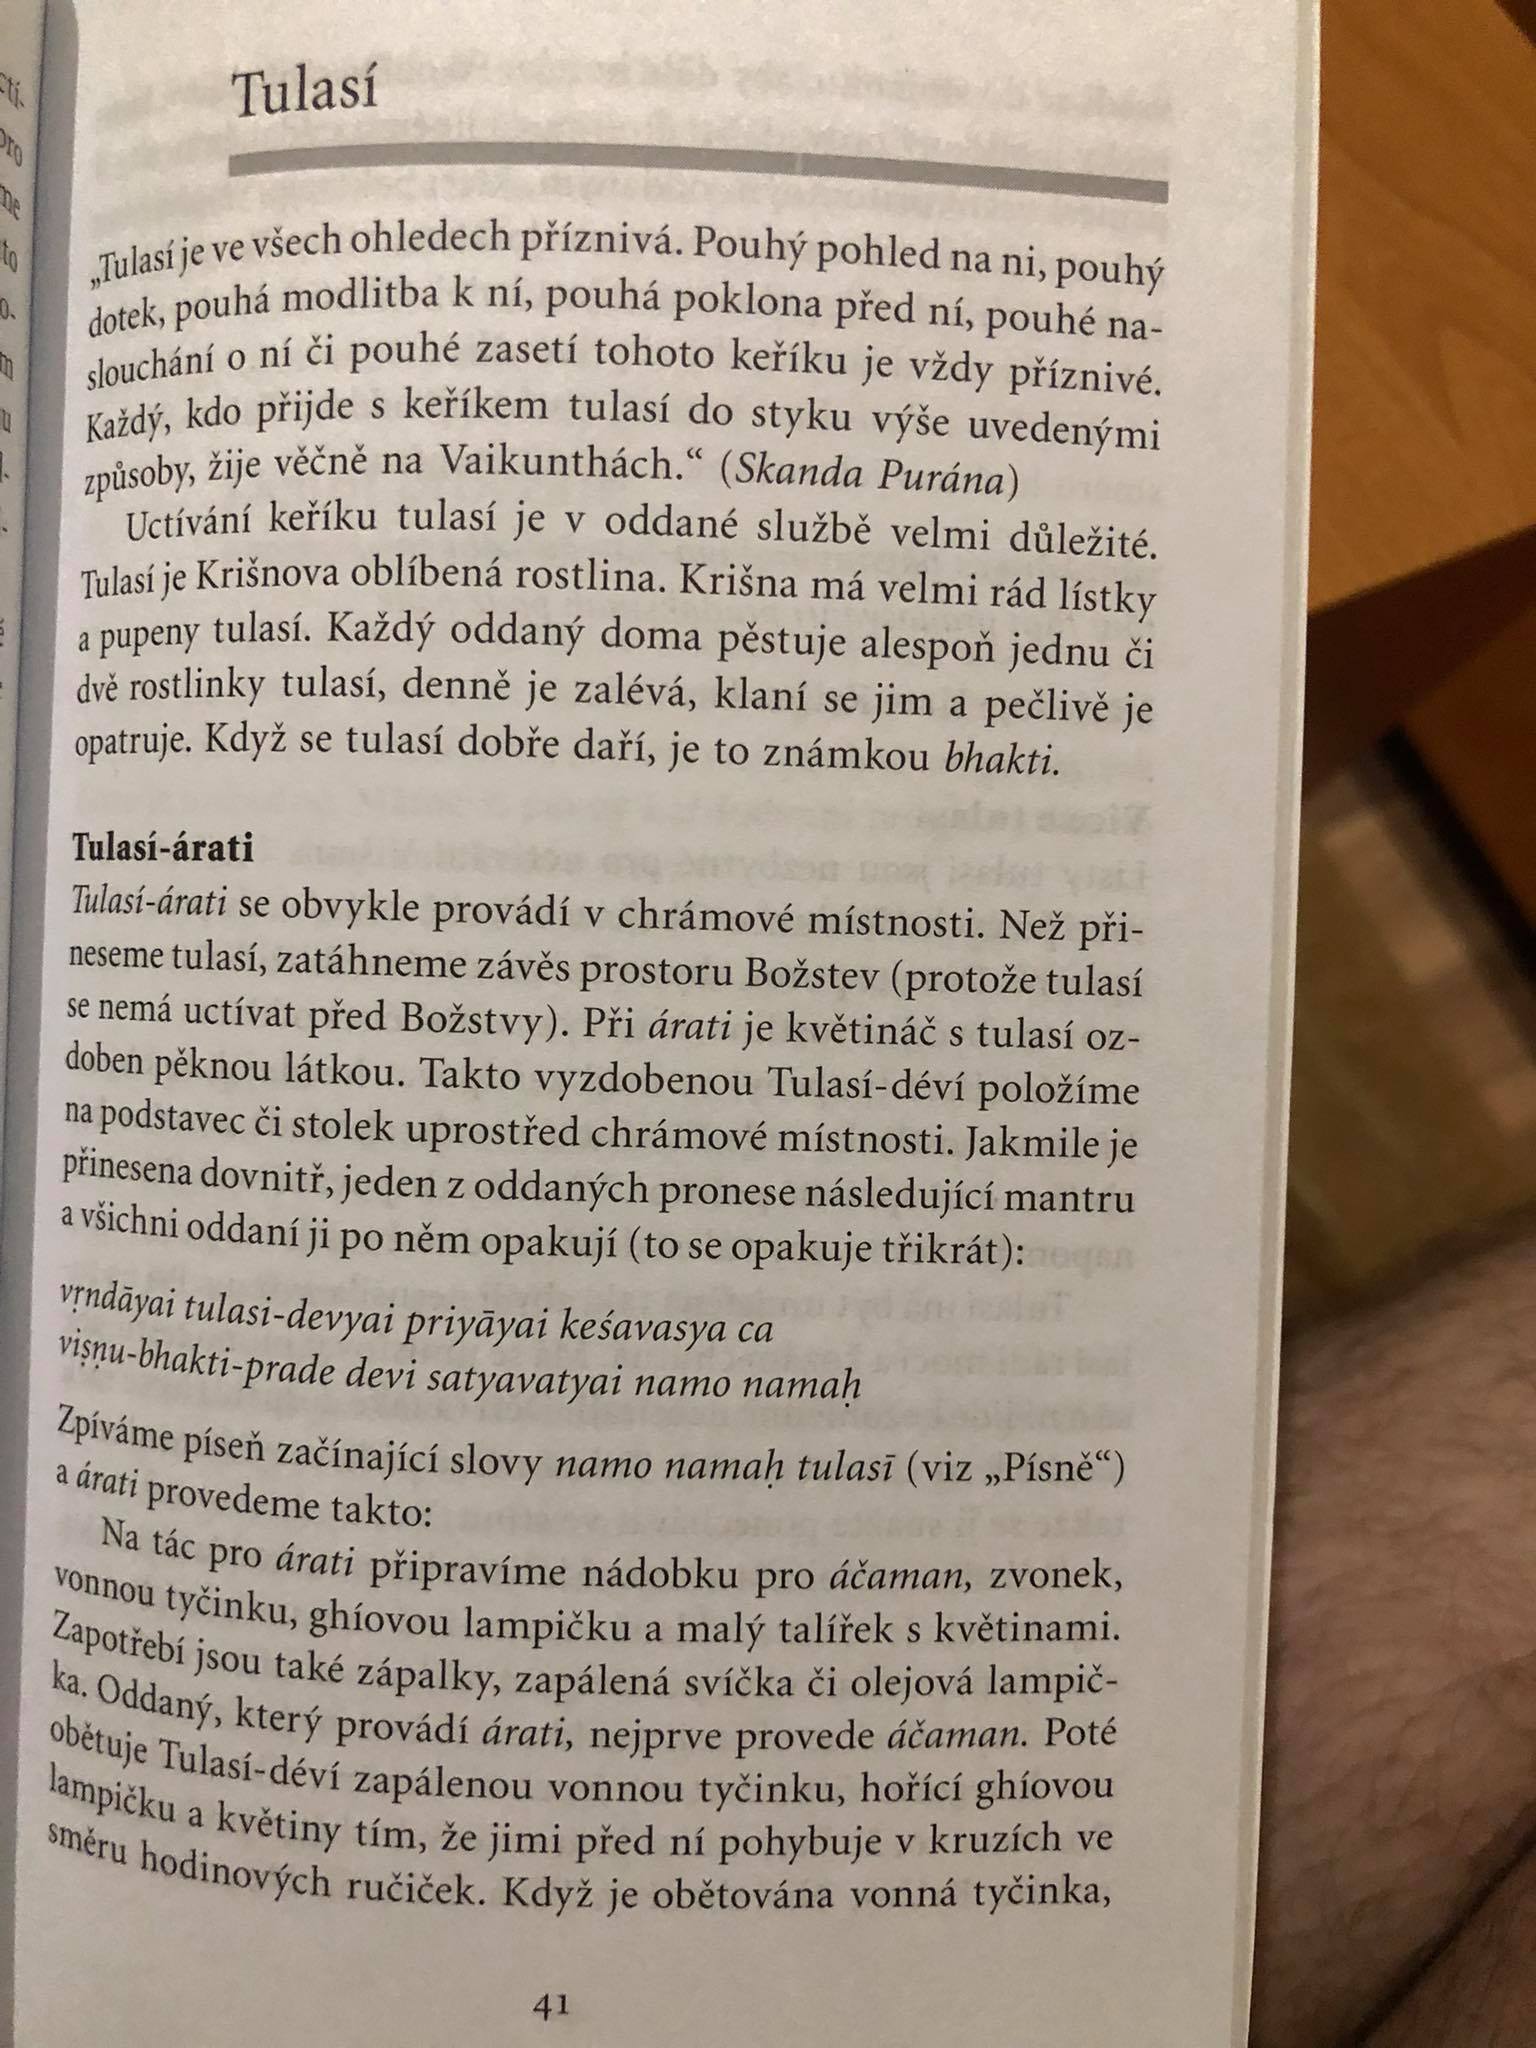 Tulasí
„Tulasí je ve všech ohledech příznivá. Pouhý pohled na ni, pouhý
dotek, pouhá modlitba k ní, pouhá poklona před ní, pouhé na-
slouchání o ní či pouhé zasetí tohoto keříku je vždy příznivé.
Každý, kdo přijde s keříkem tulasí do styku výše uvedenými
způsoby, žije věčně na Vaikunthách.“ (Skanda Purána)
Uctívání keříku tulasí je v oddané službě velmi důležité.
Tulasí je Krišnova oblíbená rostlina. Krišna má velmi rád lístky
a pupeny tulasí. Každý oddaný doma pěstuje alespoň jednu či
dvě rostlinky tulasí, denně je zalévá, klaní se jim a pečlivě je
opatruje. Když se tulasí dobře daří, je to známkou bhakti.
Tulasí-árati
Tulasí-árati se obvykle provádí v chrámové místnosti. Než při-
neseme tulasí, zatáhneme závěs prostoru Božstev (protože tulasí
se nemá uctívat před Božstvy). Při árati je květináč s tulasí oz-
doben pěknou látkou. Takto vyzdobenou Tulasí-déví položíme
na podstavec či stolek uprostřed chrámové místnosti. Jakmile je
přinesena dovnitř, jeden z oddaných pronese následující mantru
a všichni oddaní ji po něm opakují (to se opakuje třikrát):
vṛndāyai tulasi-devyai priyāyai keśavasya ca
viṣṇu-bhakti-prade devi satyavatyai namo namaḥ
Zpíváme píseň začínající slovy namo namaḥ tulasī (viz „Písně“)
a árati provedeme takto:
Na tác pro árati připravíme nádobku pro áčaman, zvonek,
vonnou tyčinku, ghíovou lampičku a malý talířek s květinami.
Zapotřebí jsou také zápalky, zapálená svíčka či olejová lampič-
ka. Oddaný, který provádí árati, nejprve provede áčaman. Poté
obětuje Tulasí-déví zapálenou vonnou tyčinku, hořící ghíovou
lampičku a květiny tím, že jimi před ní pohybuje v kruzích ve
směru hodinových ručiček. Když je obětována vonná tyčinka,
41